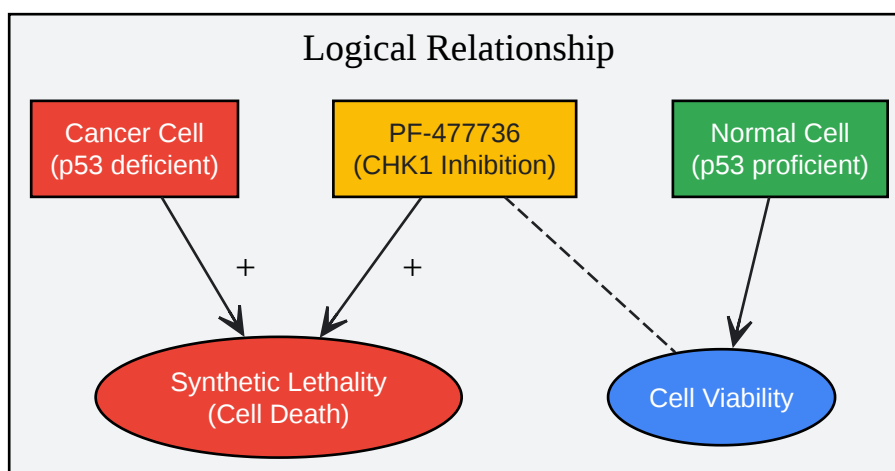 Logical Relationship
Cancer Cell
(p53 deficient)
PF-477736
(CHK1 Inhibition)
Normal Cell
(p53 proficient)
+
+
Synthetic Lethality
(Cell Death)
Cell Viability